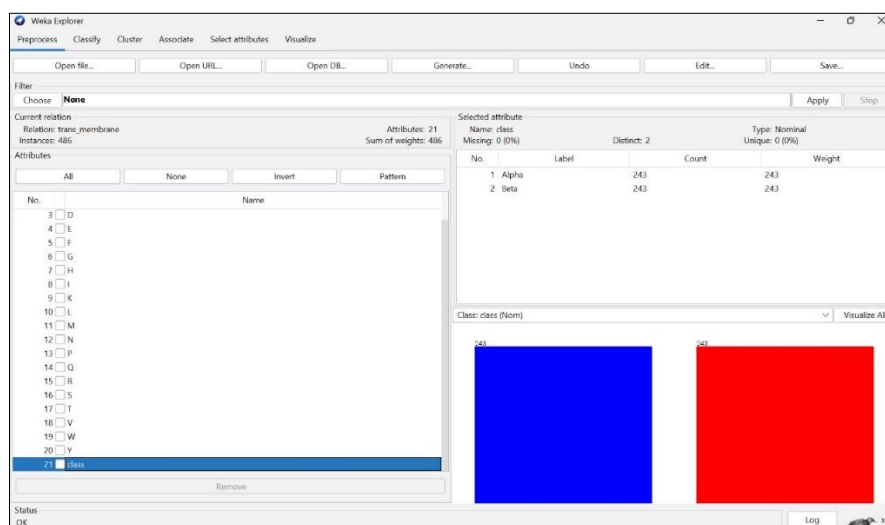 Weka Explorer
Preprocess Classify Cluster Associate Select attributes Visualize
Open file... Open URL... Open DB... Generate... Undo Edit... Save...
Filter
Choose None Apply Stop
Current relation
Relation: trans_membrane Attributes: 21
Instances: 486 Sum of weights: 486
Selected attribute
Name: class Type: Nominal
Missing: 0 (0%) Distinct: 2 Unique: 0 (0%)
Attributes
All None Invert Pattern
No. Name
3 D
4 E
5 F
6 G
7 H
8 I
9 K
10 L
11 M
12 N
13 P
14 Q
15 R
16 S
17 T
18 V
19 W
20 Y
21 class
Remove
No. Label Count Weight
1 Alpha 243 243
2 Beta 243 243
Class: class (Nom) Visualize All
243 243
Status
OK
Log x